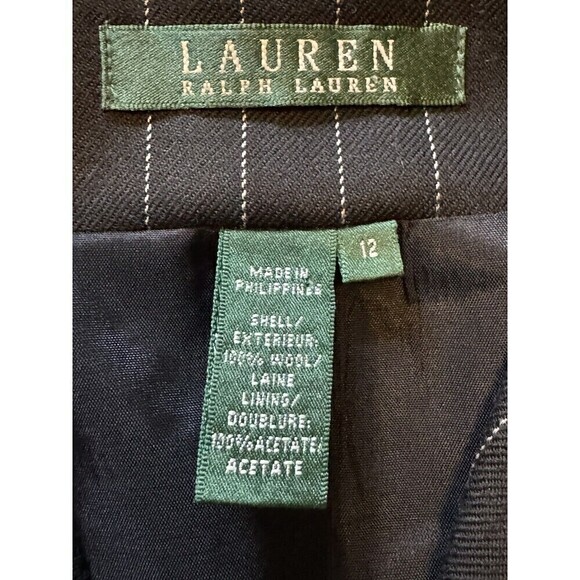 LAUREN
RALPH LAUREN
12
MADE IN
PHILIPPINES
SHELL/
EXTERIEUR:
100% WOOL/
LAINE
LINING/
DOUBLURE:
100%ACETATE/
ACETATE